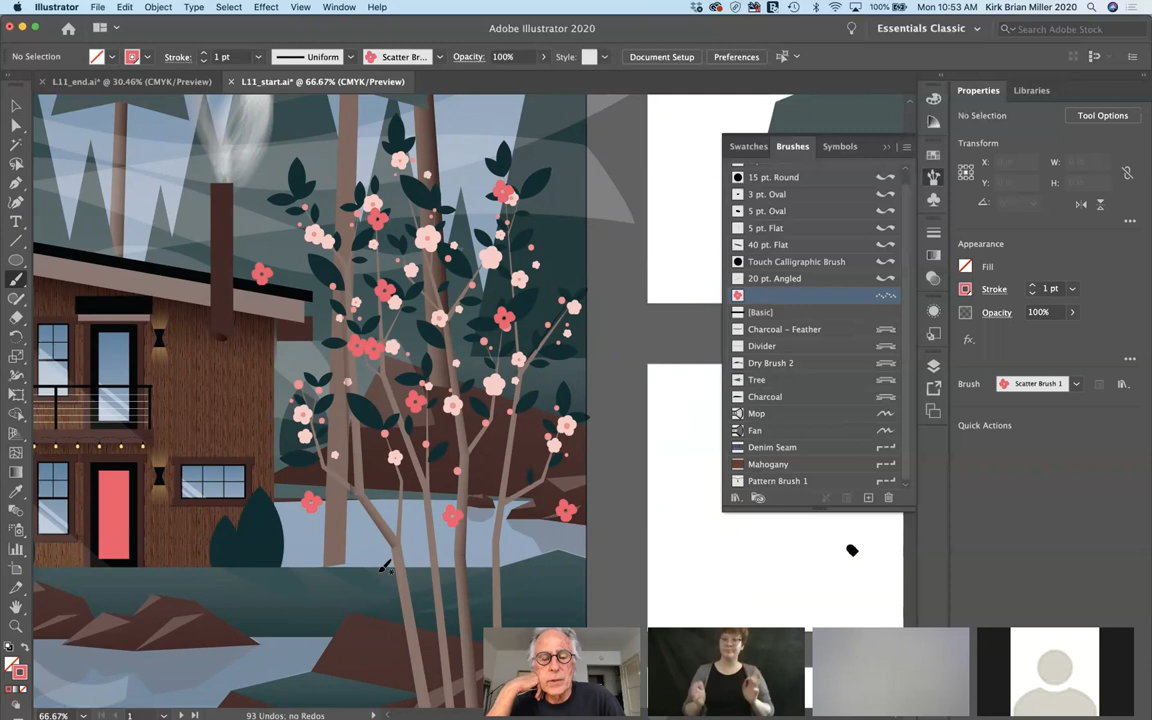 Illustrator File Edit Object Type Select Effect View Window Help
100% Mon 10:53 AM Kirk Brian Miller 2020
Adobe Illustrator 2020
Essentials Classic
Search Adobe Stock
No Selection Stroke: 1 pt Uniform Scatter Br... Opacity: 100% Style: Document Setup Preferences
L11_end.ai* @ 30.46% (CMYK/Preview) L11_start.ai* @ 66.67% (CMYK/Preview)
Swatches Brushes Symbols
15 pt. Round
3 pt. Oval
5 pt. Oval
5 pt. Flat
40 pt. Flat
Touch Calligraphic Brush
20 pt. Angled
[Basic]
Charcoal - Feather
Divider
Dry Brush 2
Tree
Charcoal
Mop
Fan
Denim Seam
Mahogany
Pattern Brush 1
Properties Libraries
No Selection Tool Options
Transform
X: W:
Y: H:
Appearance
Fill
Stroke 1 pt
Opacity 100%
fx.
Brush Scatter Brush 1
Quick Actions
66.67% 1 93 Undos; no Redos